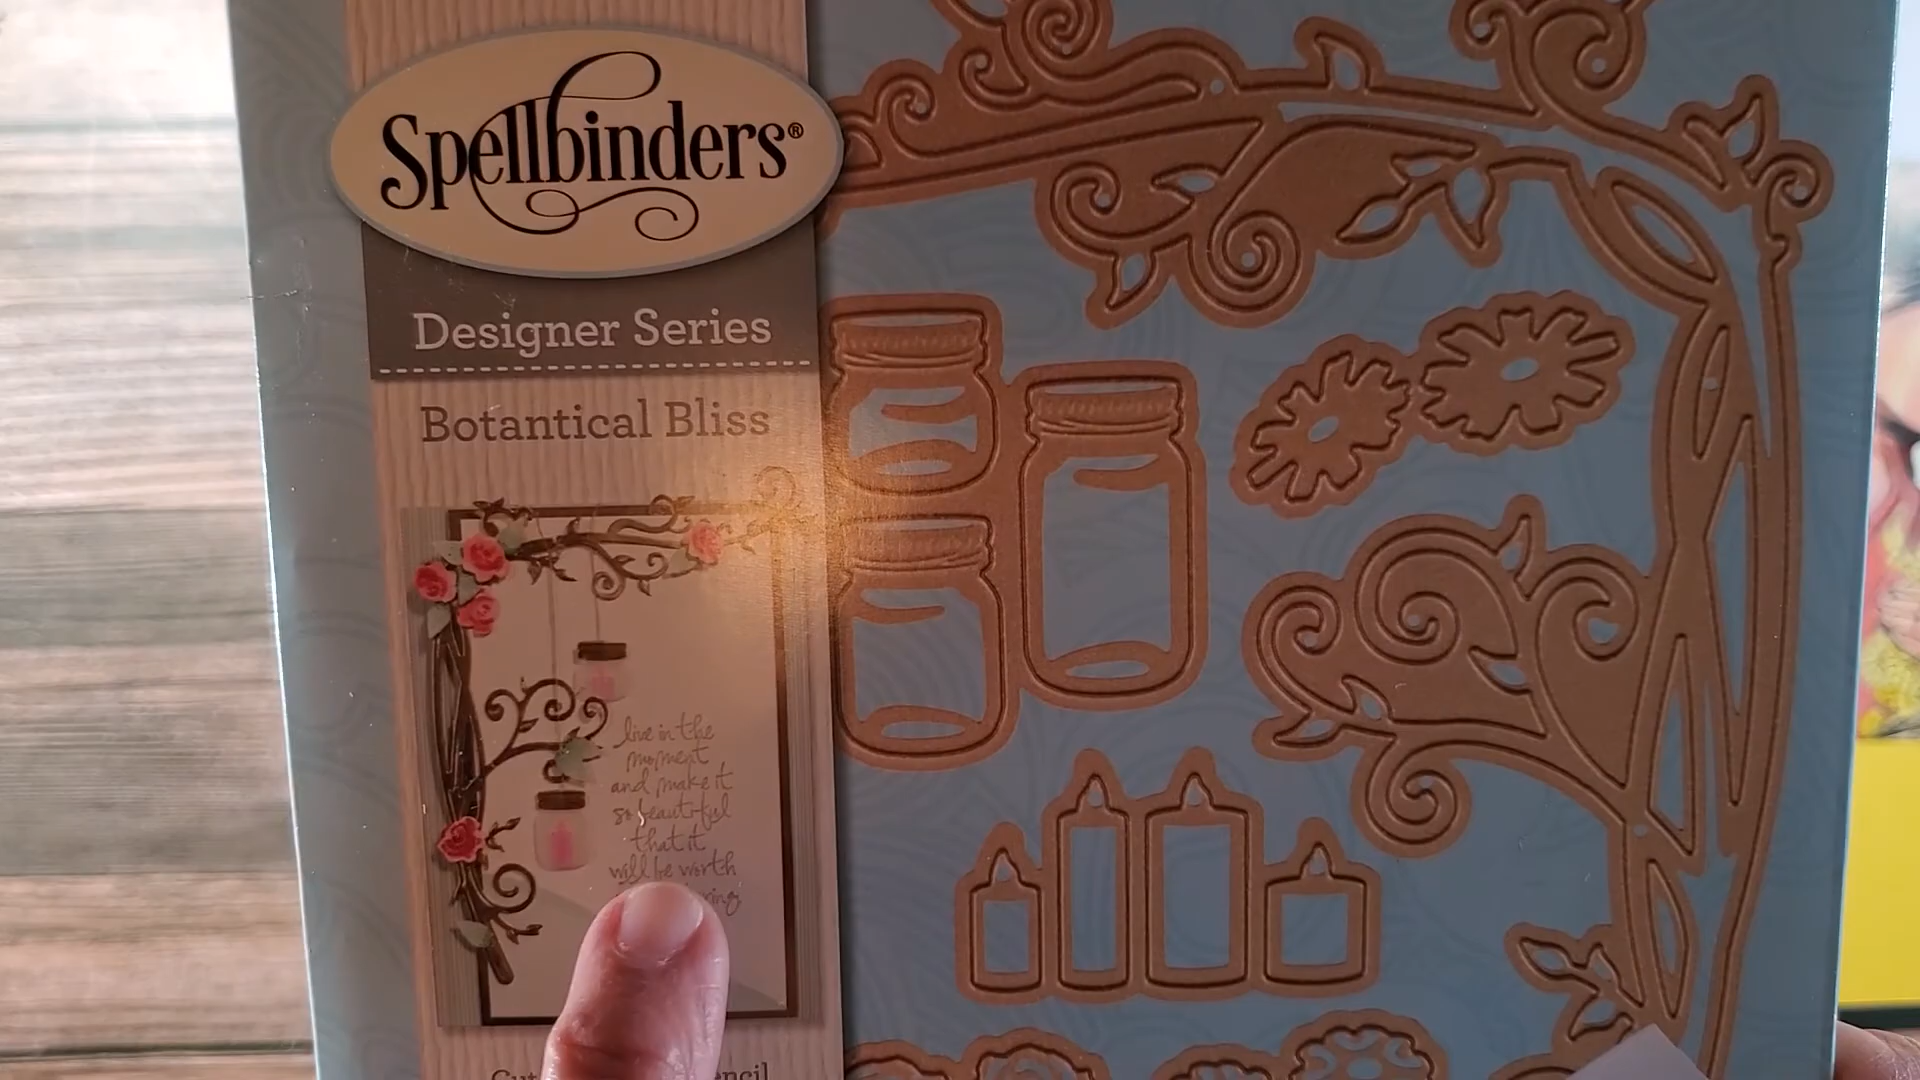 Spellbinders®
Designer Series
Botantical Bliss
live in the
moment
and make it
so beautiful
that it
will be worth